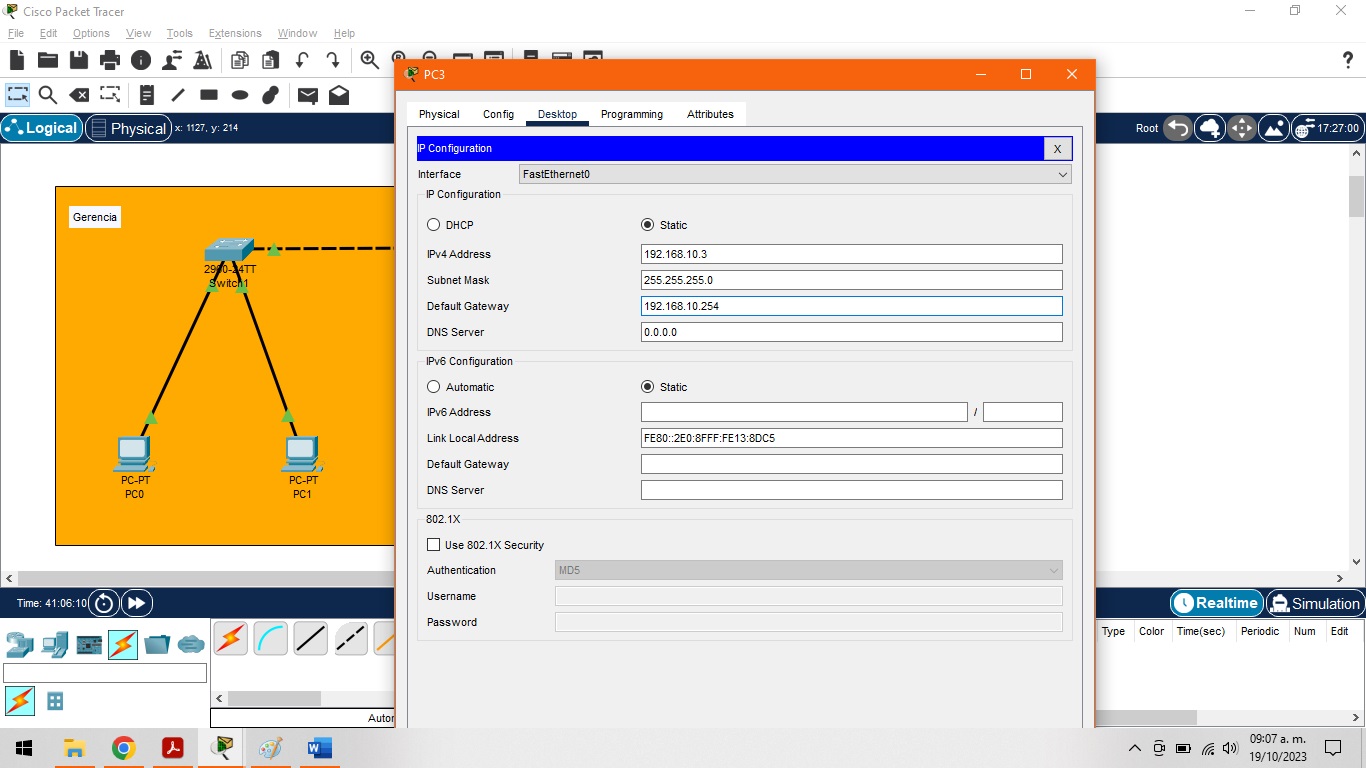 Cisco Packet Tracer
File Edit Options View Tools Extensions Window Help
PC3
?
Physical Config Desktop Programming Attributes
Logical Physical x: 1127, y: 214
Root 17:27:00
IP Configuration X
Interface FastEthernet0
IP Configuration
DHCP Static
IPv4 Address 192.168.10.3
Subnet Mask 255.255.255.0
Default Gateway 192.168.10.254
DNS Server 0.0.0.0
IPv6 Configuration
Automatic Static
IPv6 Address /
Link Local Address FE80::2E0:8FFF:FE13:8DC5
Default Gateway
DNS Server
802.1X
Use 802.1X Security
Authentication MD5
Username
Password
Gerencia
2960-24TT
Switch1
PC-PT
PC0
PC-PT
PC1
Time: 41:06:10
Realtime Simulation
Type Color Time(sec) Periodic Num Edit
Autor
09:07 a. m.
19/10/2023